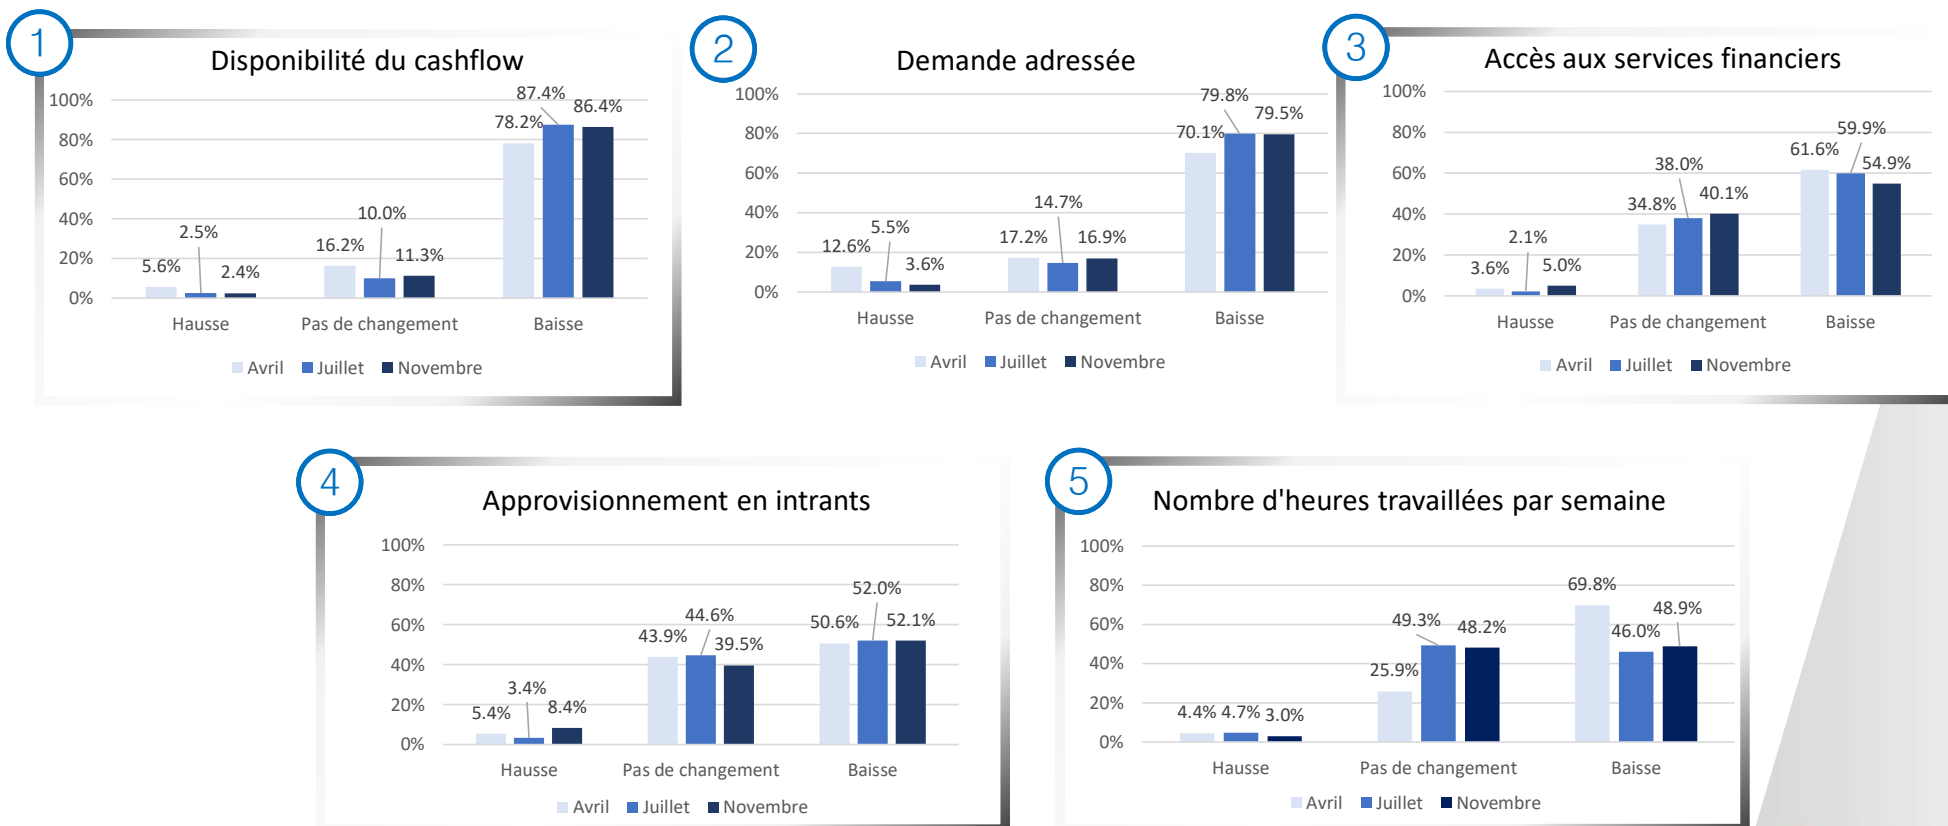 1
Disponibilité du cashflow
100%
80%
60%
40%
20%
0%
5.6%
2.5%
2.4%
16.2%
10.0%
11.3%
78.2%
87.4%
86.4%
Hausse
Pas de changement
Baisse
Avril
Juillet
Novembre
2
Demande adressée
100%
80%
60%
40%
20%
0%
12.6%
5.5%
3.6%
17.2%
14.7%
16.9%
70.1%
79.8%
79.5%
Hausse
Pas de changement
Baisse
Avril
Juillet
Novembre
3
Accès aux services financiers
100%
80%
60%
40%
20%
0%
3.6%
2.1%
5.0%
34.8%
38.0%
40.1%
61.6%
59.9%
54.9%
Hausse
Pas de changement
Baisse
Avril
Juillet
Novembre
4
Approvisionnement en intrants
100%
80%
60%
40%
20%
0%
5.4%
3.4%
8.4%
43.9%
44.6%
39.5%
50.6%
52.0%
52.1%
Hausse
Pas de changement
Baisse
Avril
Juillet
Novembre
5
Nombre d'heures travaillées par semaine
100%
80%
60%
40%
20%
0%
4.4%
4.7%
3.0%
25.9%
49.3%
48.2%
69.8%
46.0%
48.9%
Hausse
Pas de changement
Baisse
Avril
Juillet
Novembre